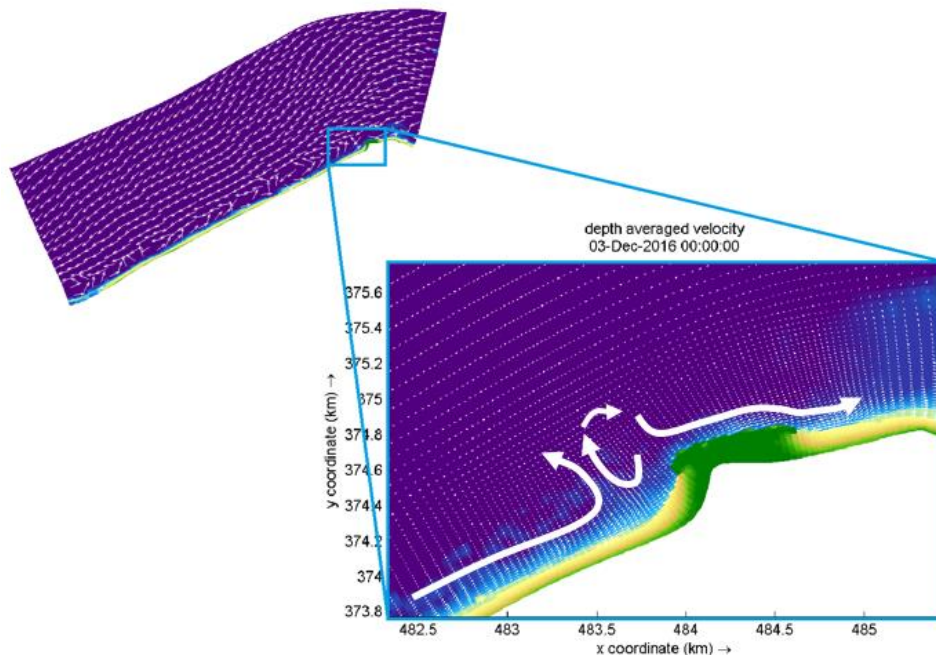 depth averaged velocity
03-Dec-2016 00:00:00
y coordinate (km) →
375.6
375.4
375.2
375
374.8
374.6
374.4
374.2
374
373.8
482.5 483 483.5 484 484.5 485
x coordinate (km) →